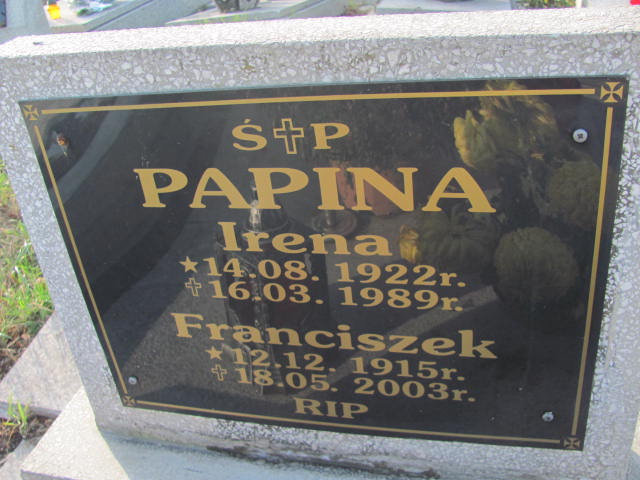 Ś✝P
PAPINA
Irena
★14.08. 1922r.
✝16.03. 1989r.
Franciszek
★12.12. 1915r.
✝18.05. 2003r.
RIP